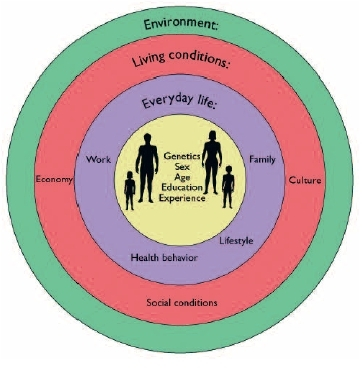 Environment:
Living conditions:
Everyday life:
Genetics
Sex
Age
Education
Experience
Work
Family
Economy
Culture
Lifestyle
Health behavior
Social conditions